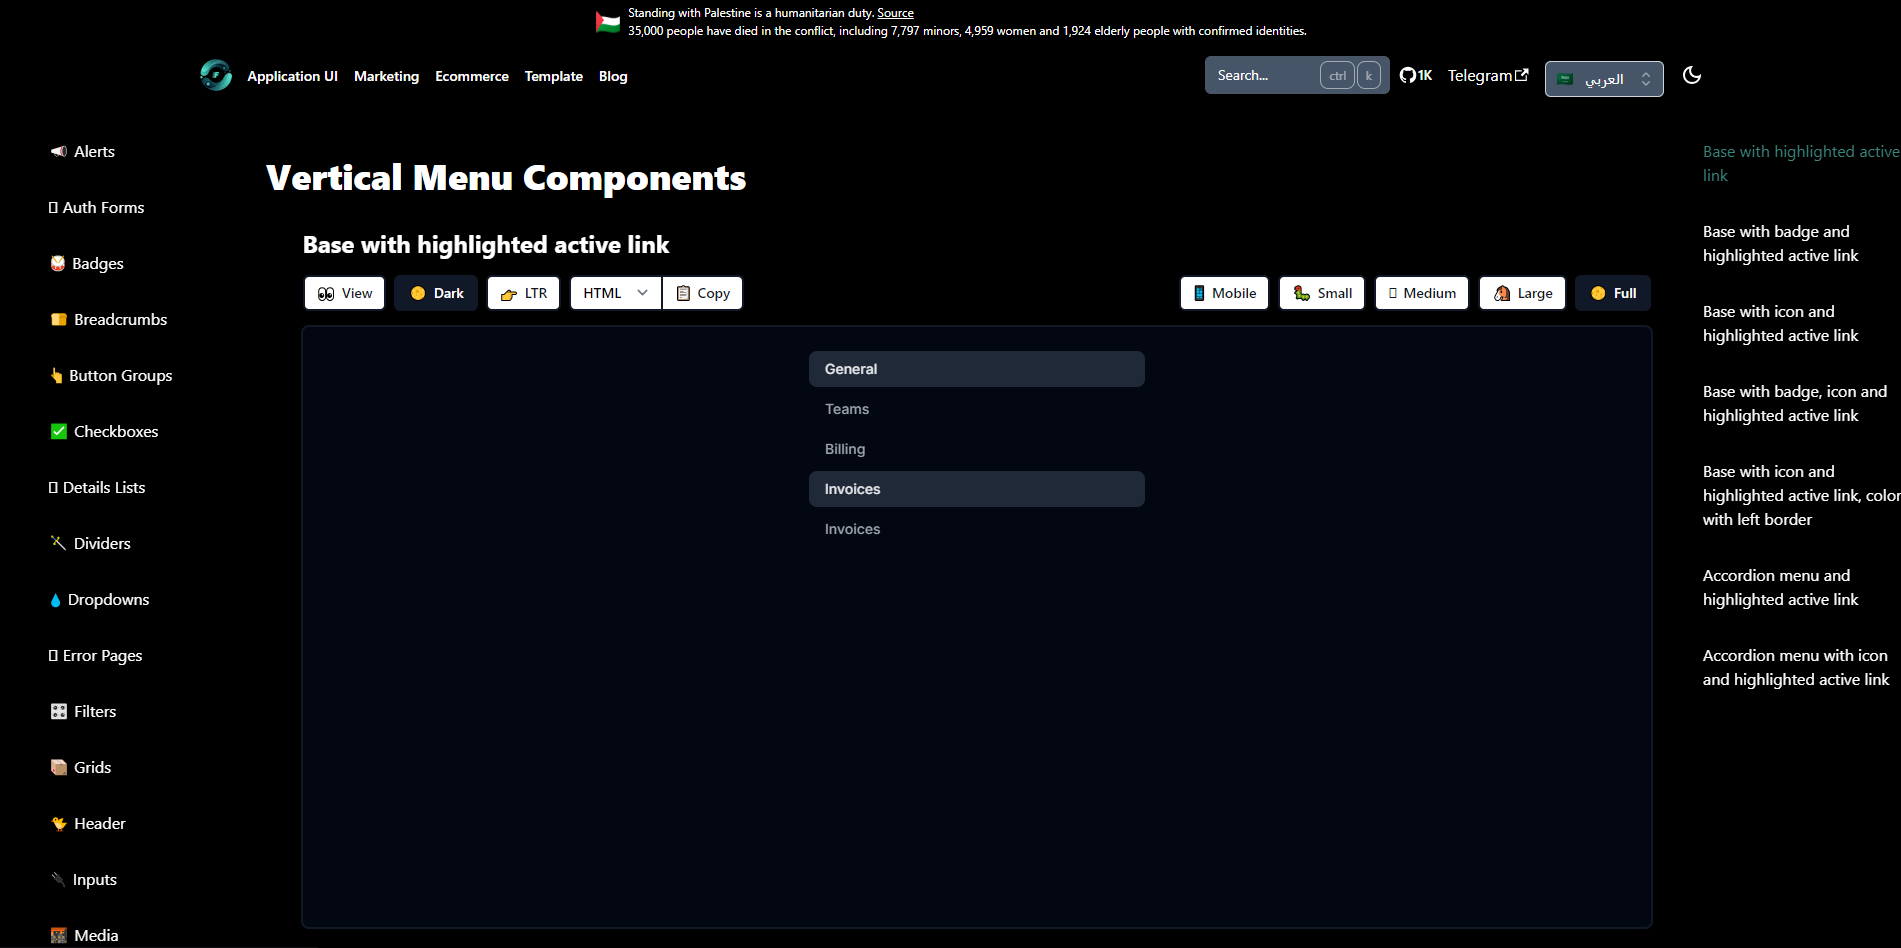 Standing with Palestine is a humanitarian duty. Source
35,000 people have died in the conflict, including 7,797 minors, 4,959 women and 1,924 elderly people with confirmed identities.
Application UI Marketing Ecommerce Template Blog
Search... ctrl k 1K Telegram العربي
Alerts
Auth Forms
Badges
Breadcrumbs
Button Groups
Checkboxes
Details Lists
Dividers
Dropdowns
Error Pages
Filters
Grids
Header
Inputs
Media
Vertical Menu Components
Base with highlighted active link
View Dark LTR HTML Copy Mobile Small Medium Large Full
General
Teams
Billing
Invoices
Invoices
Base with highlighted active
link
Base with badge and
highlighted active link
Base with icon and
highlighted active link
Base with badge, icon and
highlighted active link
Base with icon and
highlighted active link, color
with left border
Accordion menu and
highlighted active link
Accordion menu with icon
and highlighted active link